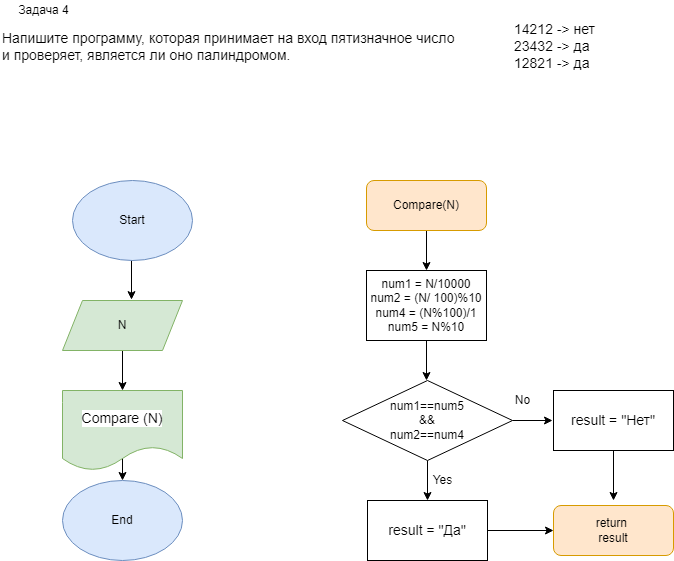 Задача 4
Напишите программу, которая принимает на вход пятизначное число
и проверяет, является ли оно палиндромом.
14212 -> нет
23432 -> да
12821 -> да
Start
N
Compare (N)
End
Compare(N)
num1 = N/10000
num2 = (N/ 100)%10
num4 = (N%100)/1
num5 = N%10
num1==num5
&&
num2==num4
No
result = "Нет"
Yes
result = "Да"
return
result